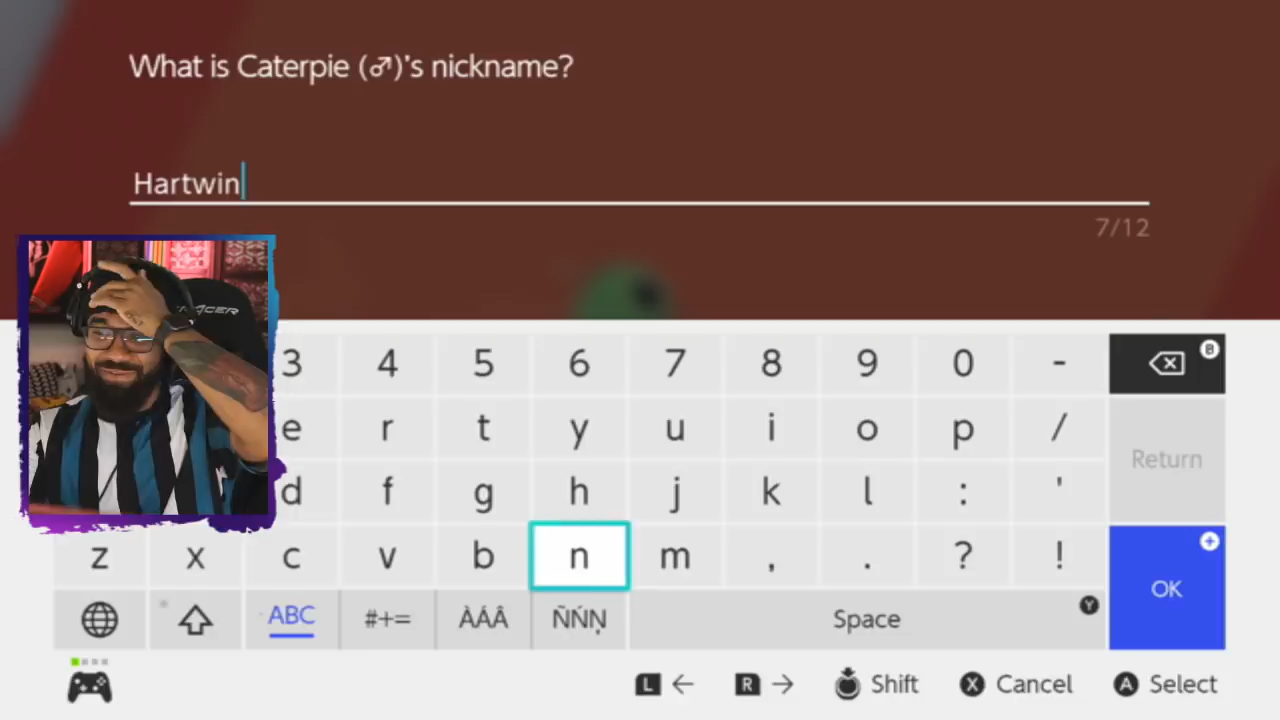 What is Caterpie (♂)'s nickname?
Hartwin
7/12
3 4 5 6 7 8 9 0 - B
e r t y u i o p / Return
d f g h j k l : '
z x c v b n m , . ? ! OK +
ABC #+= ÀÁÂ ÑŃṆ Space Y
L ← R → Shift X Cancel A Select